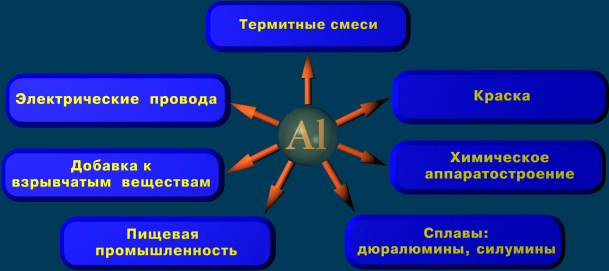 Термитные смеси
Электрические провода
Краска
Al
Добавка к
взрывчатым веществам
Химическое
аппаратостроение
Пищевая
промышленность
Сплавы:
дюралюмины, силумины